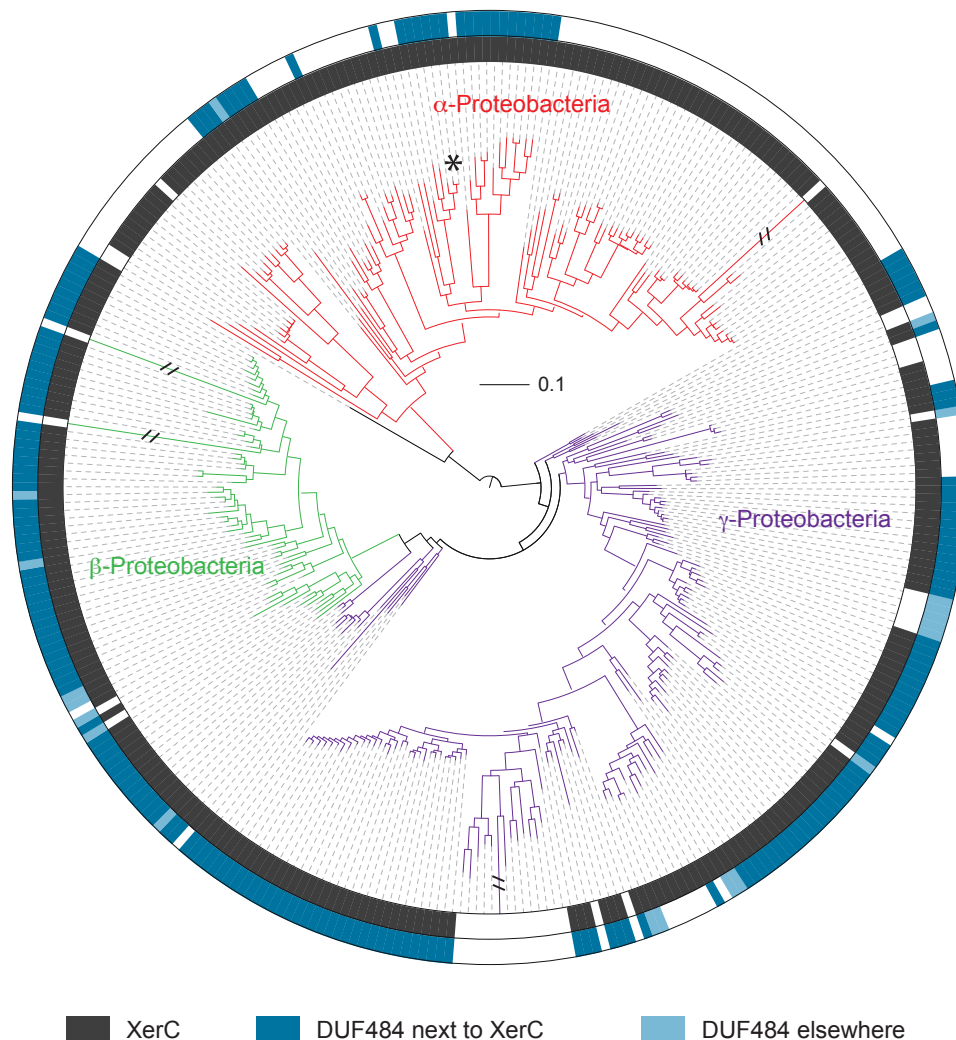 α-Proteobacteria
*
0.1
γ-Proteobacteria
β-Proteobacteria
XerC
DUF484 next to XerC
DUF484 elsewhere